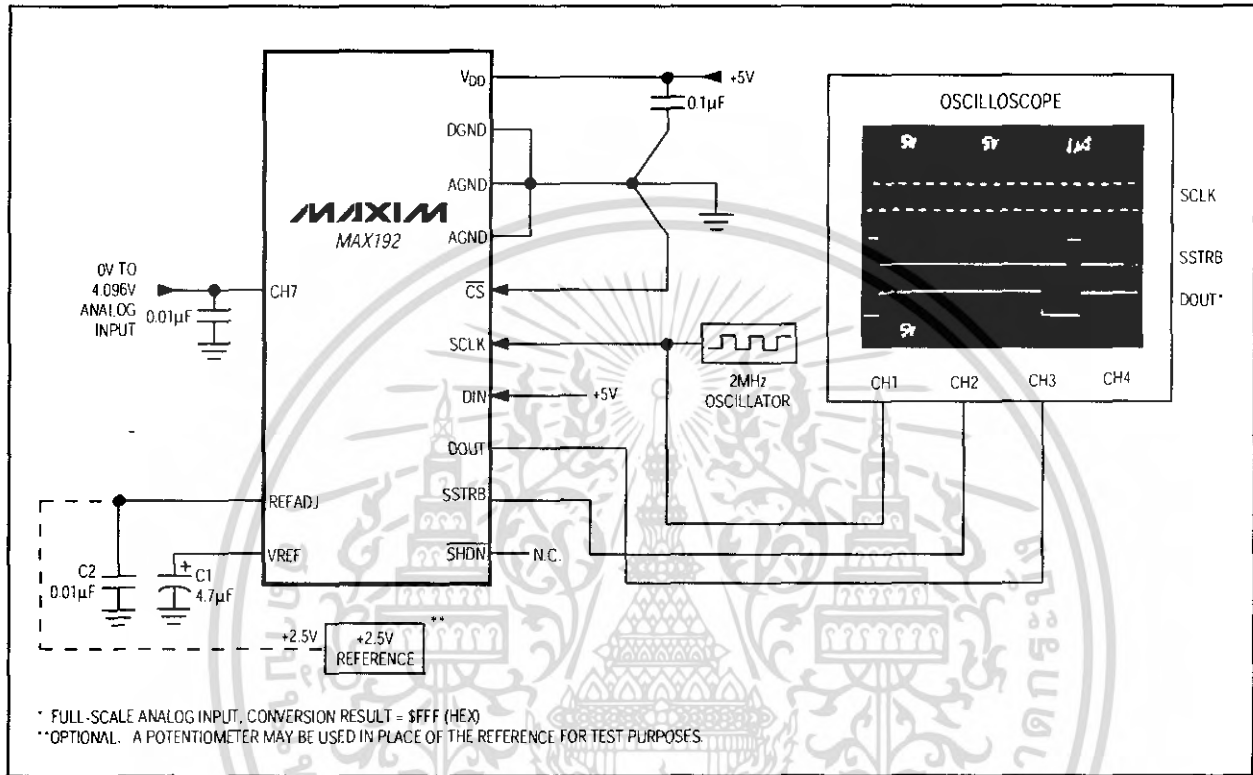 VDD
+5V
0.1µF
OSCILLOSCOPE
DGND
AGND
MAXIM
MAX192
SCLK
AGND
SSTRB
0V TO
4.096V
ANALOG
INPUT
0.01µF
CH7
CS
DOUT*
SCLK
2MHz
OSCILLATOR
CH1
CH2
CH3
CH4
DIN
+5V
DOUT
REFADJ
SSTRB
VREF
SHDN
N.C.
C2
0.01µF
+
C1
4.7µF
+2.5V
+2.5V
REFERENCE
**
* FULL-SCALE ANALOG INPUT, CONVERSION RESULT = $FFF (HEX)
**OPTIONAL. A POTENTIOMETER MAY BE USED IN PLACE OF THE REFERENCE FOR TEST PURPOSES.